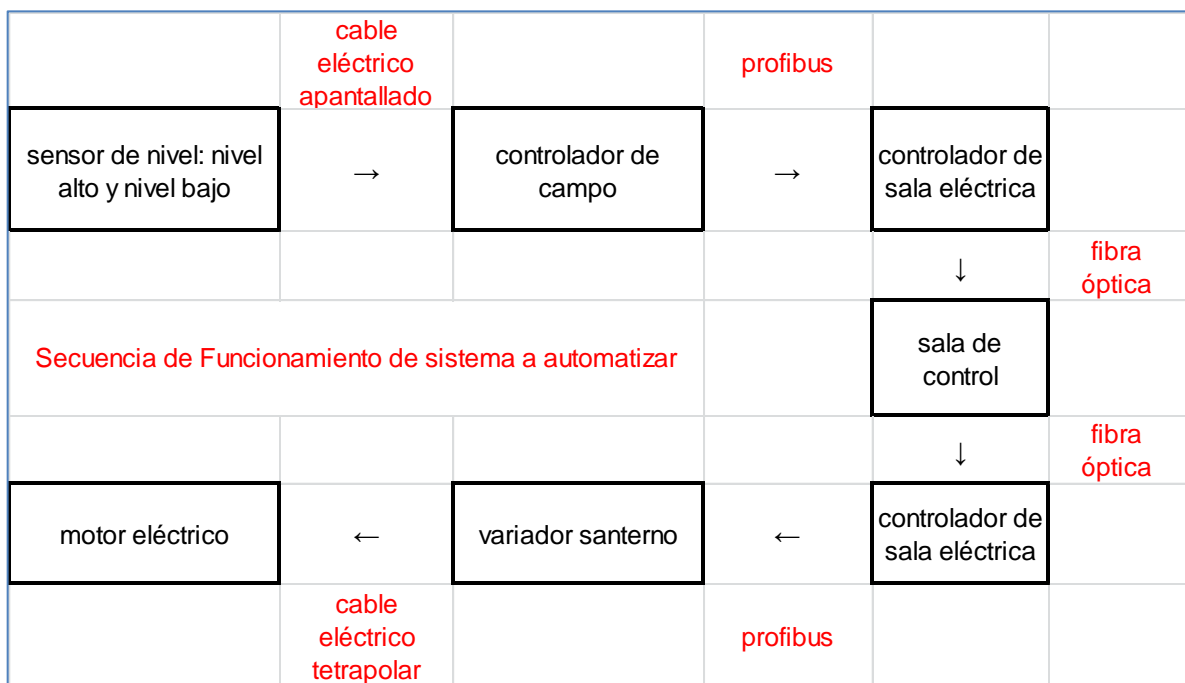 cable
eléctrico
apantallado
profibus
sensor de nivel: nivel
alto y nivel bajo
→
controlador de
campo
→
controlador de
sala eléctrica
↓
fibra
óptica
Secuencia de Funcionamiento de sistema a automatizar
sala de
control
↓
fibra
óptica
motor eléctrico
←
variador santerno
←
controlador de
sala eléctrica
cable
eléctrico
tetrapolar
profibus